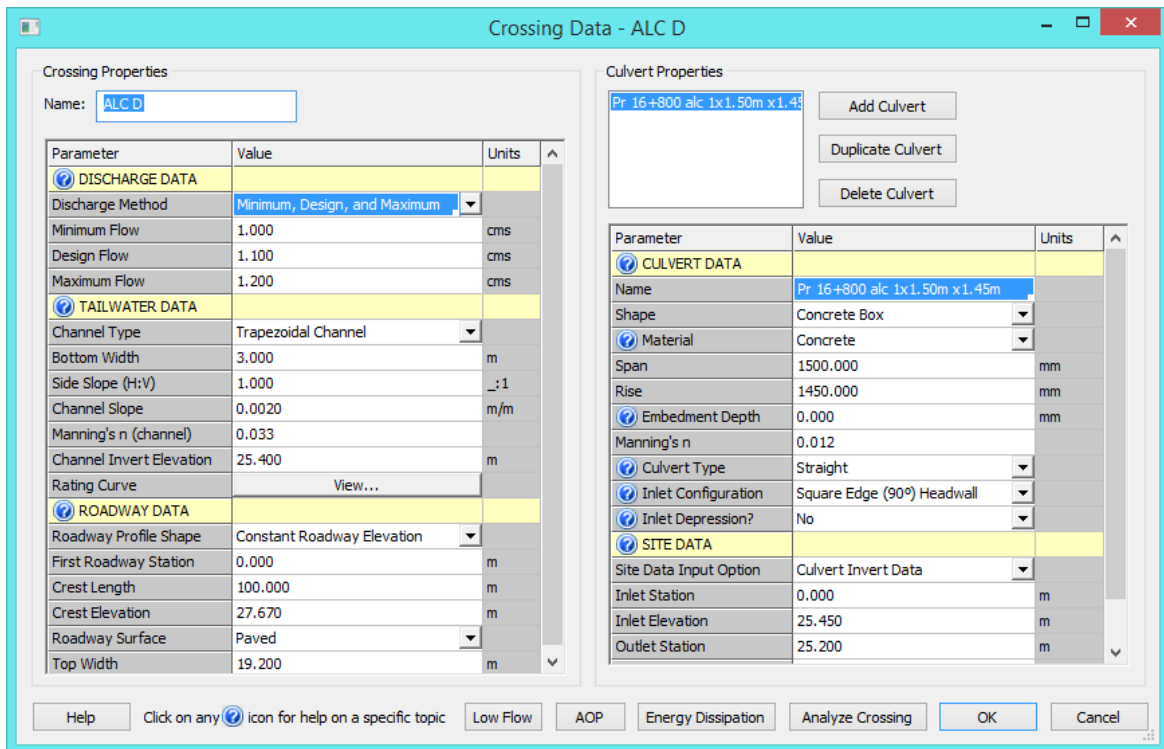 Crossing Data - ALC D
Crossing Properties
Name: ALC D
Parameter Value Units
DISCHARGE DATA
Discharge Method Minimum, Design, and Maximum
Minimum Flow 1.000 cms
Design Flow 1.100 cms
Maximum Flow 1.200 cms
TAILWATER DATA
Channel Type Trapezoidal Channel
Bottom Width 3.000 m
Side Slope (H:V) 1.000 _:1
Channel Slope 0.0020 m/m
Manning's n (channel) 0.033
Channel Invert Elevation 25.400 m
Rating Curve View...
ROADWAY DATA
Roadway Profile Shape Constant Roadway Elevation
First Roadway Station 0.000 m
Crest Length 100.000 m
Crest Elevation 27.670 m
Roadway Surface Paved
Top Width 19.200 m
Culvert Properties
Pr 16+800 alc 1x1.50m x1.45
Add Culvert
Duplicate Culvert
Delete Culvert
Parameter Value Units
CULVERT DATA
Name Pr 16+800 alc 1x1.50m x1.45m
Shape Concrete Box
Material Concrete
Span 1500.000 mm
Rise 1450.000 mm
Embedment Depth 0.000 mm
Manning's n 0.012
Culvert Type Straight
Inlet Configuration Square Edge (90º) Headwall
Inlet Depression? No
SITE DATA
Site Data Input Option Culvert Invert Data
Inlet Station 0.000 m
Inlet Elevation 25.450 m
Outlet Station 25.200 m
Help Click on any ? icon for help on a specific topic Low Flow AOP Energy Dissipation Analyze Crossing OK Cancel